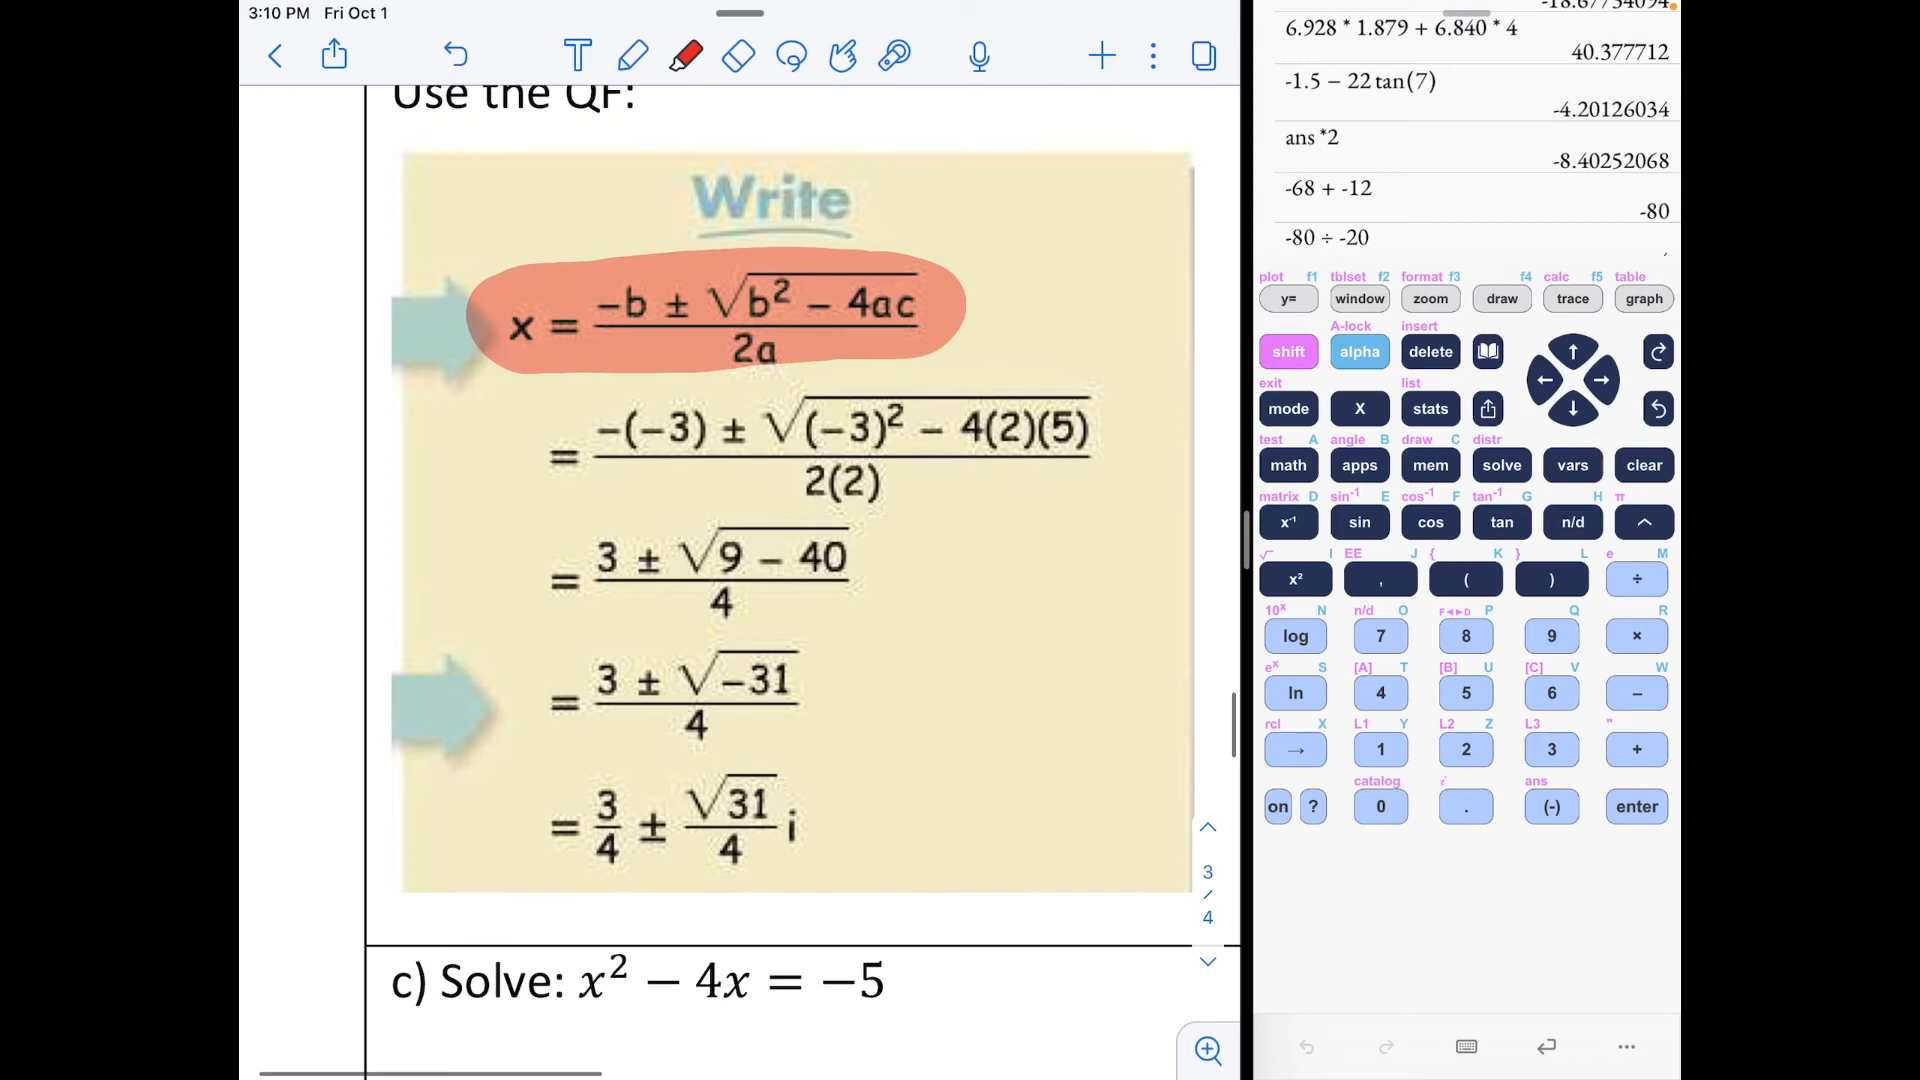 3:10 PM Fri Oct 1
Use the QF:
Write
x = (-b ± √(b² - 4ac)) / 2a
= (-(-3) ± √((-3)² - 4(2)(5))) / 2(2)
= (3 ± √(9 - 40)) / 4
= (3 ± √-31) / 4
= 3/4 ± √31/4 i
3 / 4
c) Solve: x² − 4x = −5
6.928 * 1.879 + 6.840 * 4
40.377712
-1.5 − 22 tan(7)
-4.20126034
ans *2
-8.40252068
-68 + -12
-80
-80 ÷ -20
plot f1 tblset f2 format f3 f4 calc f5 table
y= window zoom draw trace graph
A-lock insert
shift alpha delete
exit list
mode X stats
test A angle B draw C distr
math apps mem solve vars clear
matrix D sin⁻¹ E cos⁻¹ F tan⁻¹ G H π
x⁻¹ sin cos tan n/d ^
√ I EE J { K } L e M
x² , ( ) ÷
10ˣ N n/d O F◄►D P Q R
log 7 8 9 ×
eˣ S [A] T [B] U [C] V W
ln 4 5 6 −
rcl X L1 Y L2 Z L3 "
→ 1 2 3 +
catalog i ans
on ? 0 . (-) enter